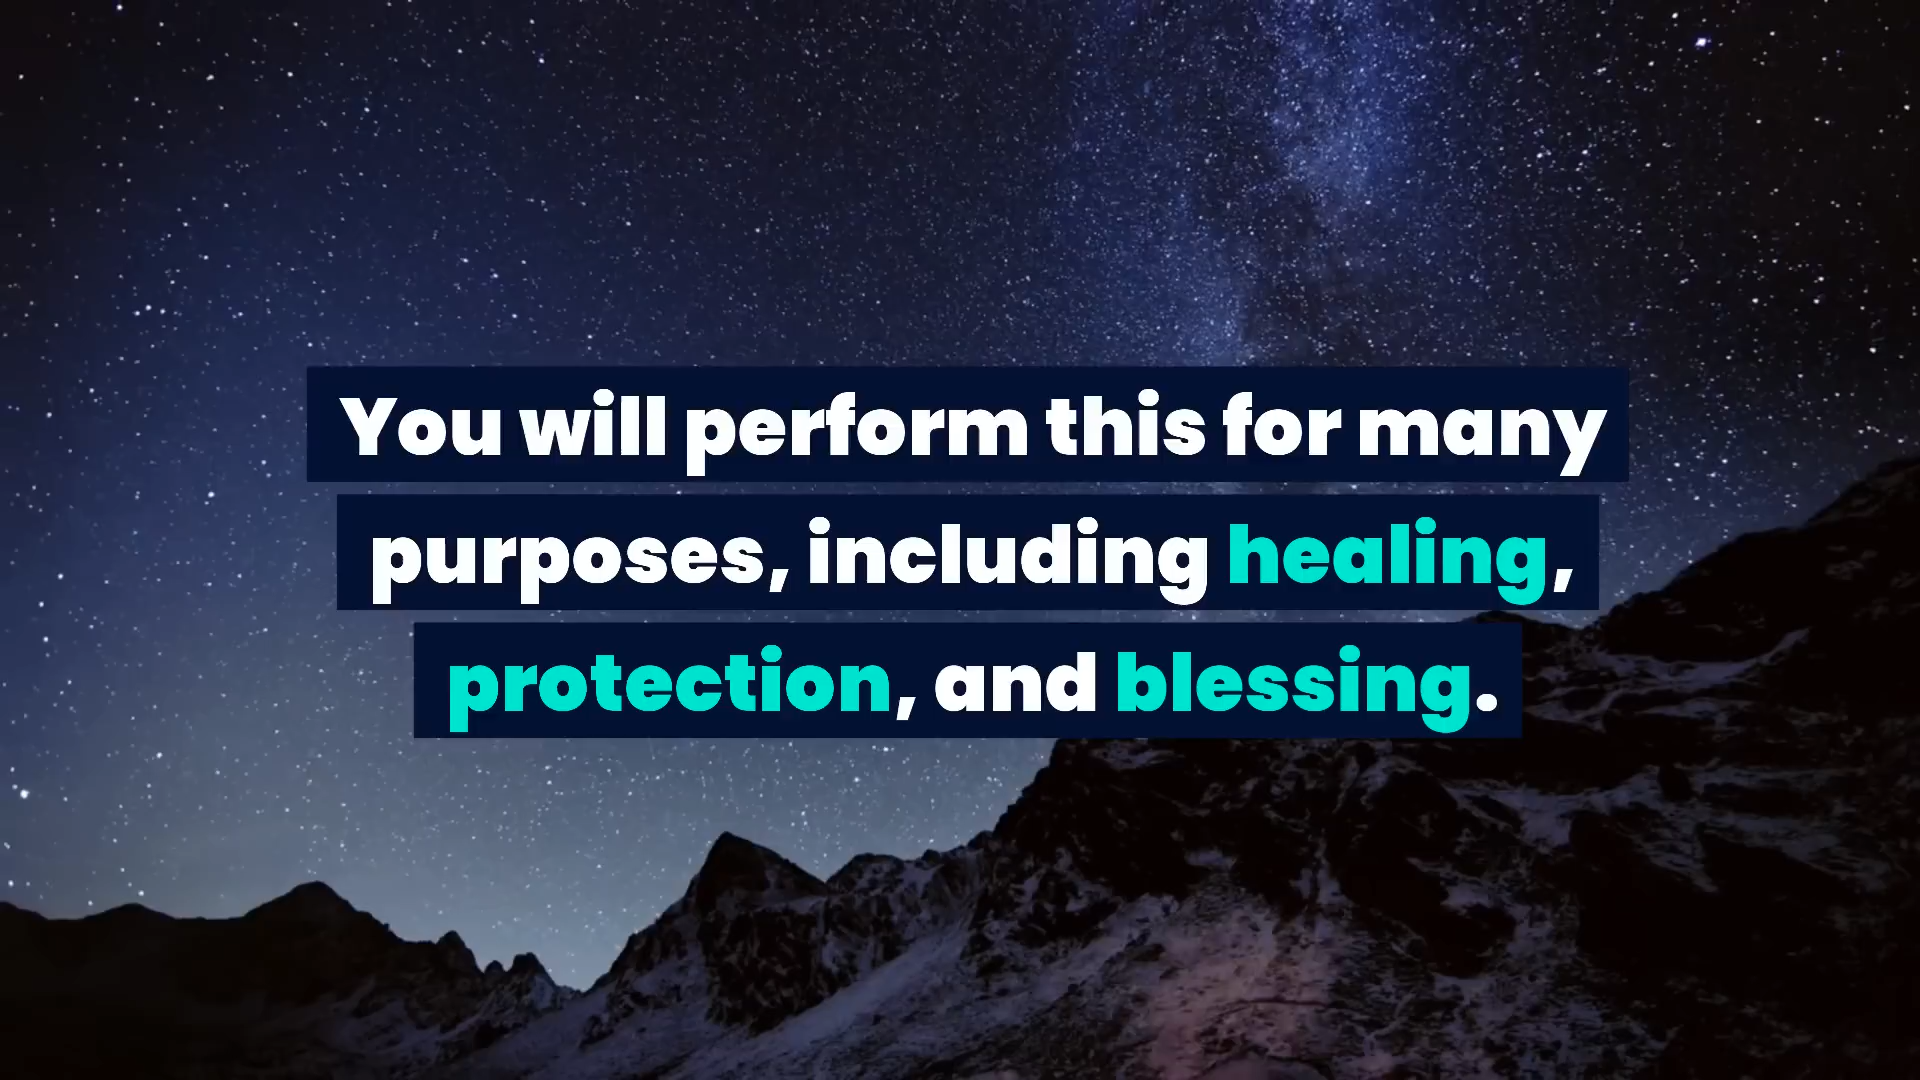 You will perform this for many
purposes, including healing,
protection, and blessing.